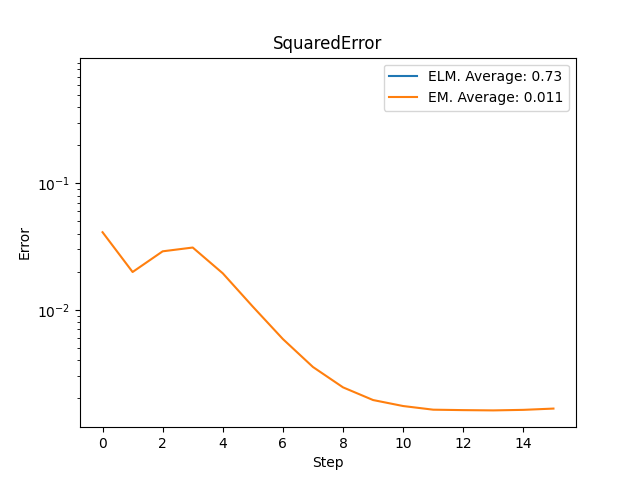 SquaredError
ELM. Average: 0.73
EM. Average: 0.011
10⁻¹
10⁻²
Error
0 2 4 6 8 10 12 14
Step